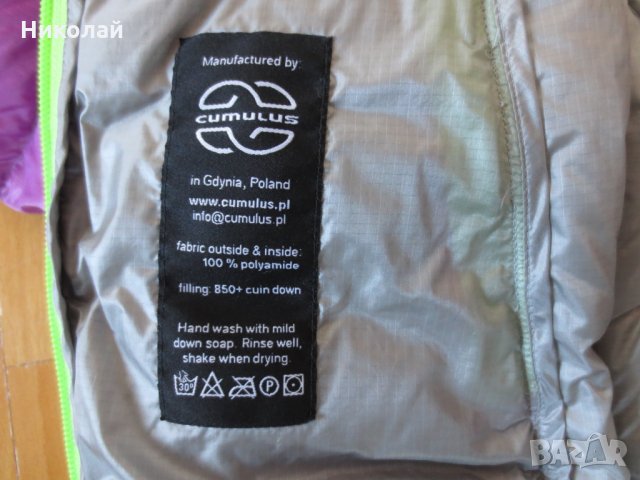 Николай
Manufactured by:
CUMULUS
in Gdynia, Poland
www.cumulus.pl
info@cumulus.pl
fabric outside & inside:
100 % polyamide
filling: 850+ cuin down
Hand wash with mild
down soap. Rinse well,
shake when drying.
30°
P
BAZAR